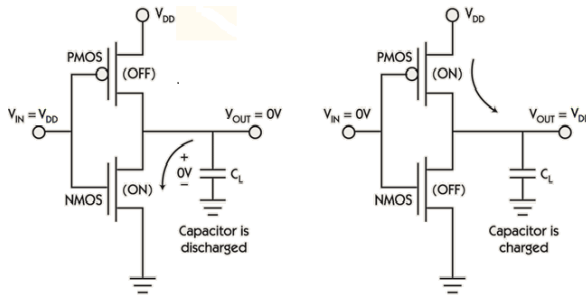 V_DD
PMOS
(OFF)
V_IN = V_DD
V_OUT = 0V
+
0V
–
C_L
(ON)
NMOS
Capacitor is
discharged
V_DD
PMOS
(ON)
V_IN = 0V
V_OUT = V_D
C_L
(OFF)
NMOS
Capacitor is
charged